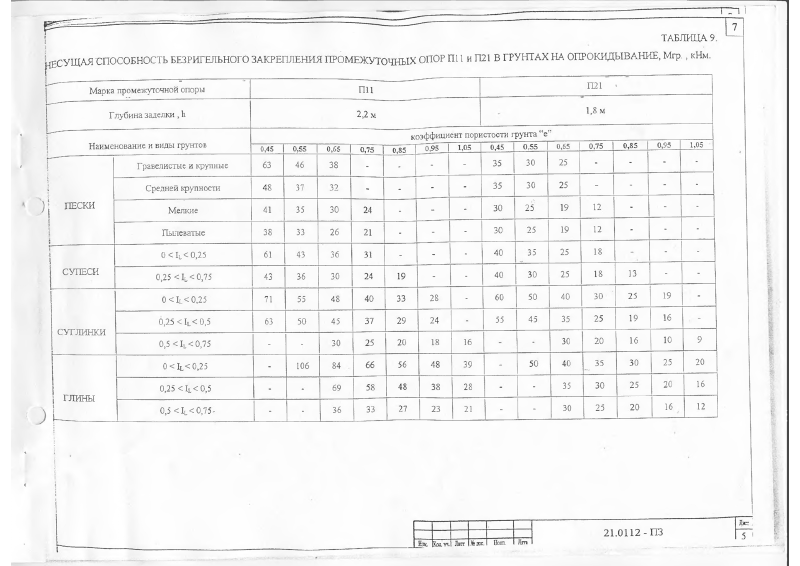 7
ТАБЛИЦА 9.
НЕСУЩАЯ СПОСОБНОСТЬ БЕЗРИГЕЛЬНОГО ЗАКРЕПЛЕНИЯ ПРОМЕЖУТОЧНЫХ ОПОР П11 и П21 В ГРУНТАХ НА ОПРОКИДЫВАНИЕ, Мгр. , кНм.
Марка промежуточной опоры П11 П21
Глубина заделки , h 2,2 м 1,8 м
Наименование и виды грунтов коэффициент пористости грунта "е"
0,45 0,55 0,65 0,75 0,85 0,95 1,05 0,45 0,55 0,65 0,75 0,85 0,95 1,05
ПЕСКИ
Гравелистые и крупные 63 46 38 - - - - 35 30 25 - - - -
Средней крупности 48 37 32 - - - - 35 30 25 - - - -
Мелкие 41 35 30 24 - - - 30 25 19 12 - - -
Пылеватые 38 33 26 21 - - - 30 25 19 12 - - -
СУПЕСИ
0 < IL < 0,25 61 43 36 31 - - - 40 35 25 18 - - -
0,25 < IL < 0,75 43 36 30 24 19 - - 40 30 25 18 13 - -
СУГЛИНКИ
0 < IL < 0,25 71 55 48 40 33 28 - 60 50 40 30 25 19 -
0,25 < IL < 0,5 63 50 45 37 29 24 - 55 45 35 25 19 16 -
0,5 < IL < 0,75 - - 30 25 20 18 16 - - 30 20 16 10 9
ГЛИНЫ
0 < IL < 0,25 - 106 84 66 56 48 39 - 50 40 35 30 25 20
0,25 < IL < 0,5 - - 69 58 48 38 28 - - 35 30 25 20 16
0,5 < IL < 0,75 - - 36 33 27 23 21 - - 30 25 20 16 12
Изм. Кол. уч. Лист № док. Подп. Дата
21.0112 - ПЗ
Лист
5